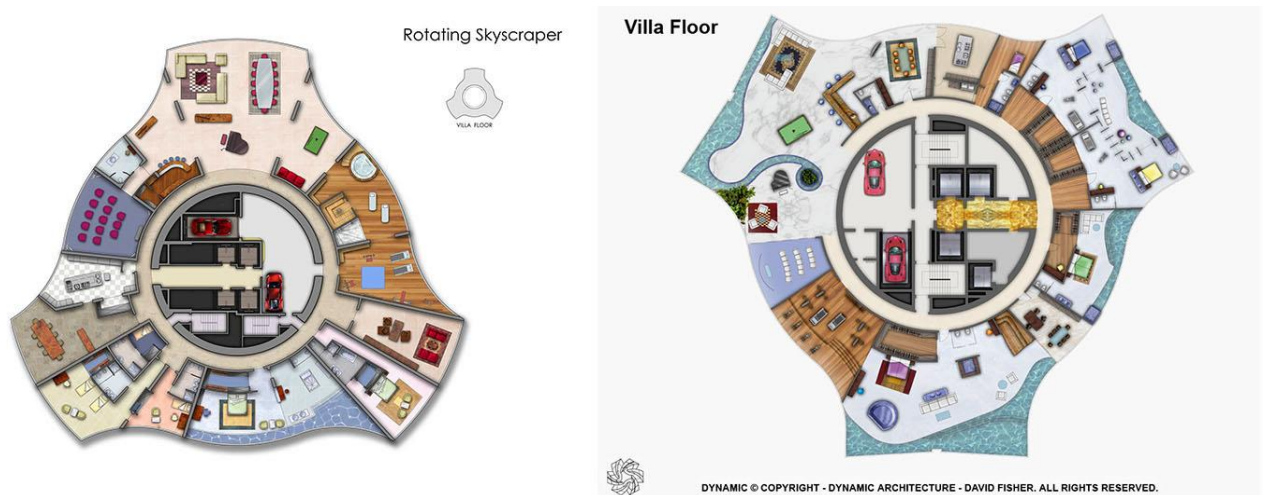 Rotating Skyscraper
VILLA FLOOR
Villa Floor
DYNAMIC © COPYRIGHT - DYNAMIC ARCHITECTURE - DAVID FISHER. ALL RIGHTS RESERVED.